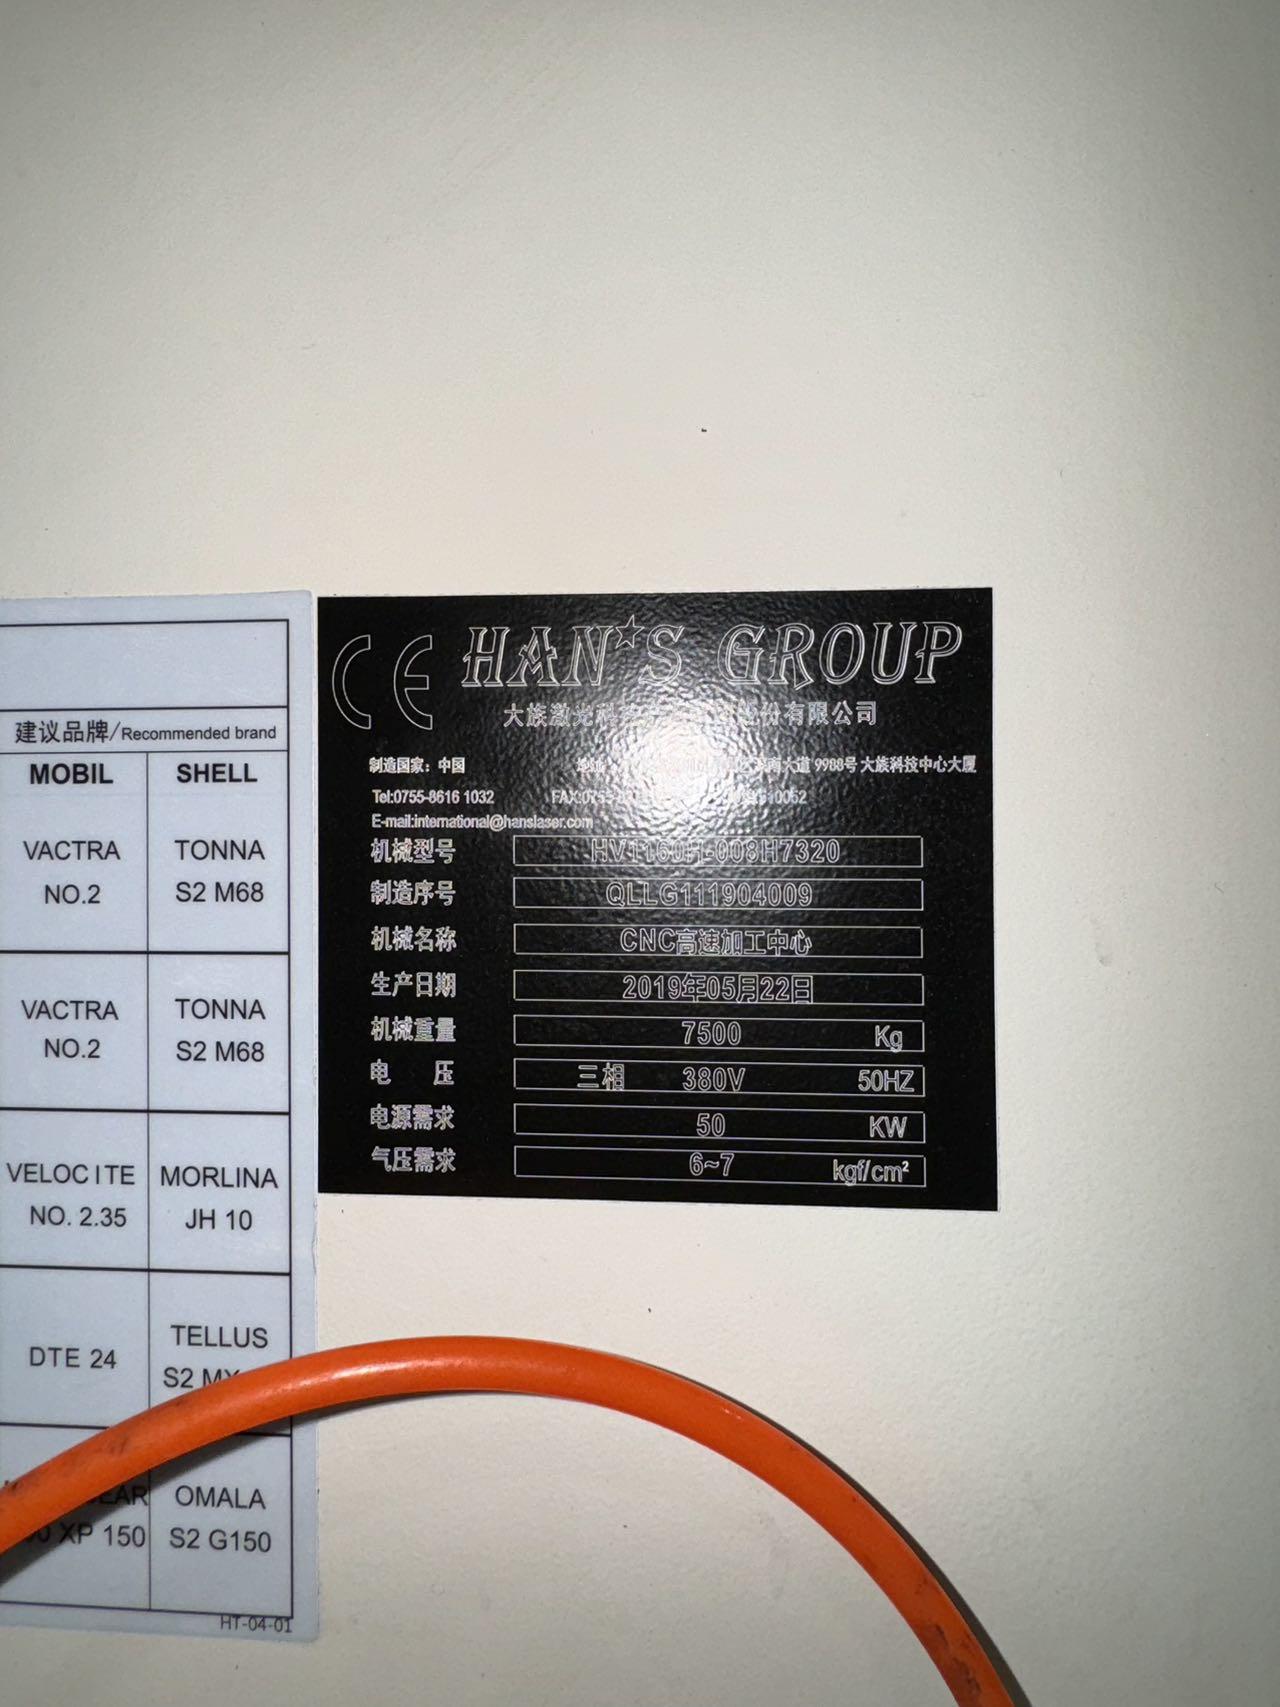 建议品牌/Recommended brand
MOBIL SHELL
VACTRA NO.2 TONNA S2 M68
VACTRA NO.2 TONNA S2 M68
VELOCITE NO. 2.35 MORLINA JH 10
DTE 24 TELLUS S2
XP 150 OMALA S2 G150
HT-04-01
CE HAN*S GROUP
大族激光科 份有限公司
制造国家：中国 南大道 9988号 大族科技中心大厦
Tel:0755-8616 1032 FAX:0755-
E-mail:international@hanslaser.com
机械型号
制造序号 QLLG111904009
机械名称 CNC高速加工中心
生产日期 2019年05月22日
机械重量 7500 Kg
电 压 三相 380V 50HZ
电源需求 50 KW
气压需求 6~7 kgf/cm²